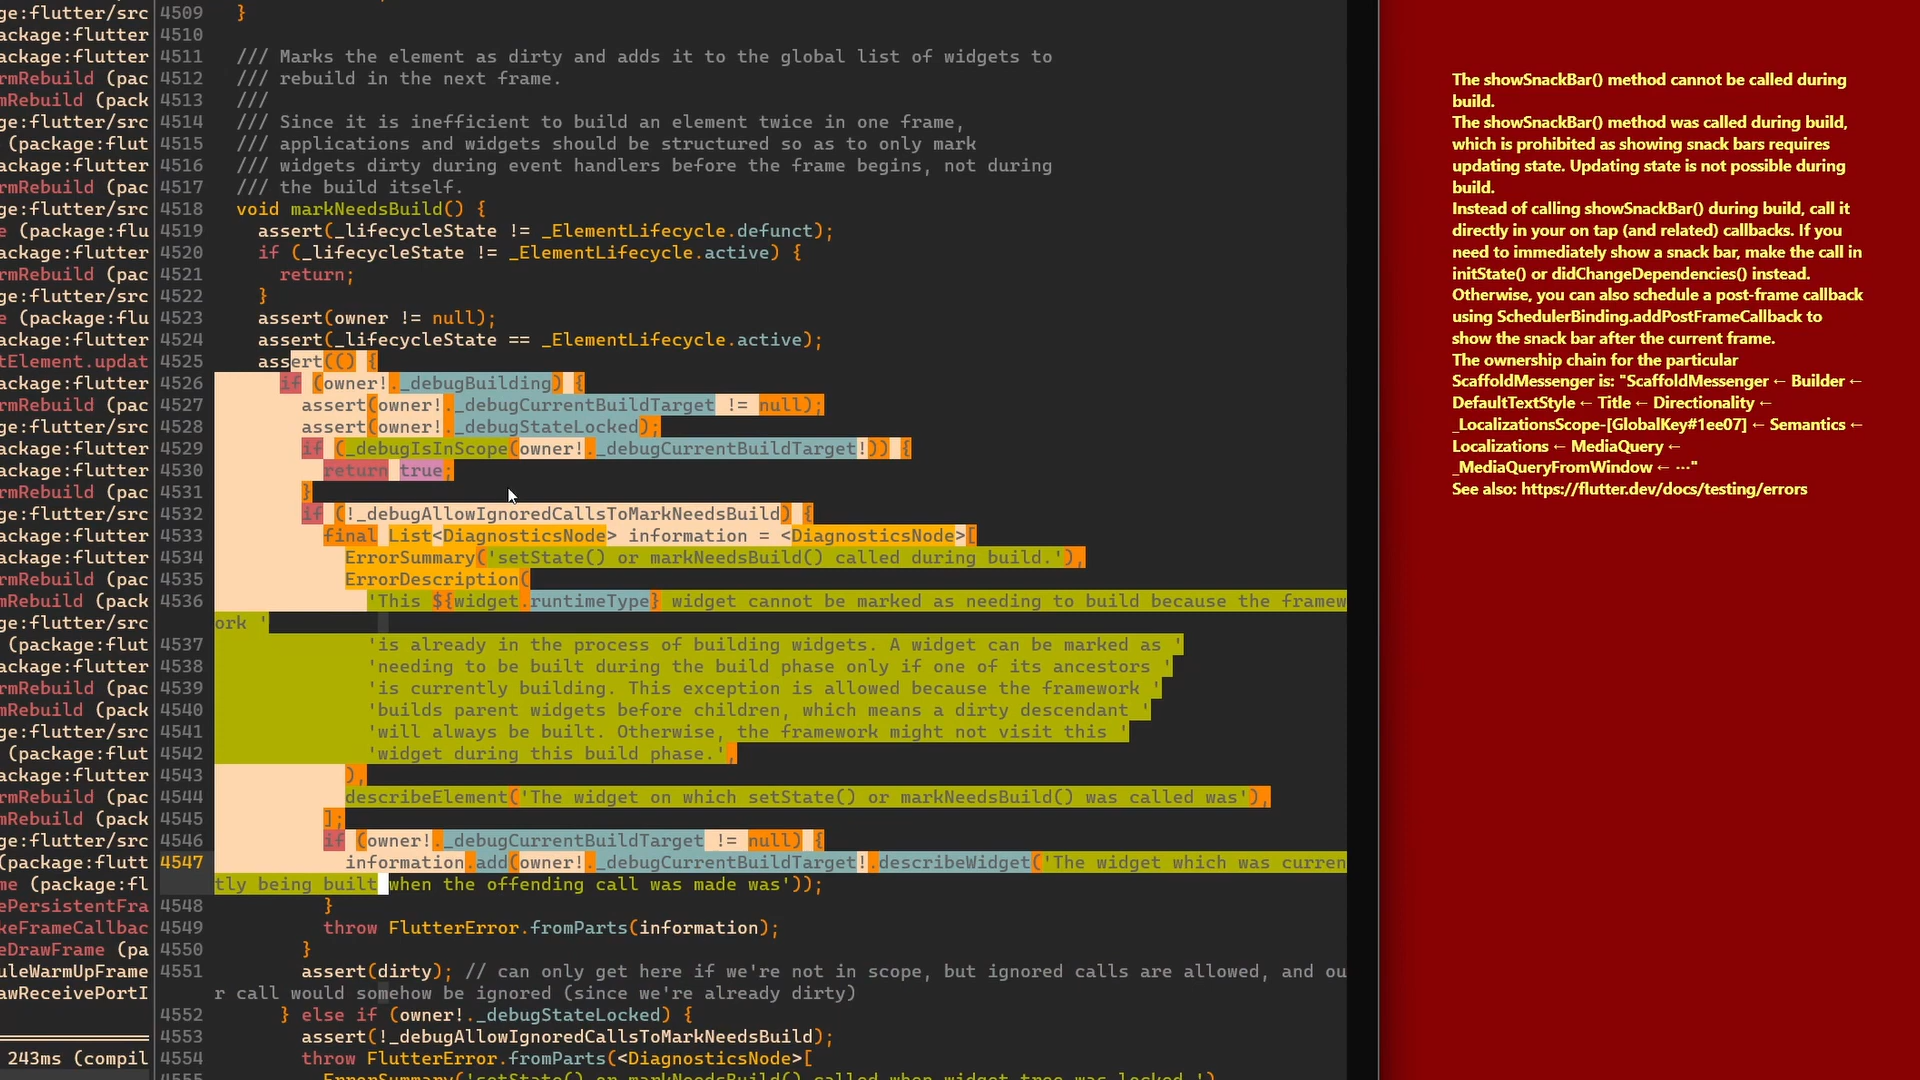 ge:flutter/src
ackage:flutter
ackage:flutter
rmRebuild (pac
mRebuild (pack
ge:flutter/src
 (package:flut
ackage:flutter
rmRebuild (pac
ge:flutter/src
e (package:flu
ackage:flutter
rmRebuild (pac
ge:flutter/src
e (package:flu
ackage:flutter
tElement.updat
ackage:flutter
rmRebuild (pac
ge:flutter/src
ackage:flutter
rmRebuild (pac
ackage:flutter
ge:flutter/src
ackage:flutter
ackage:flutter
rmRebuild (pac
mRebuild (pack
ge:flutter/src
 (package:flut
ackage:flutter
rmRebuild (pac
mRebuild (pack
ge:flutter/src
 (package:flut
ackage:flutter
rmRebuild (pac
mRebuild (pack
ge:flutter/src
(package:flutt
me (package:fl
ePersistentFra
keFrameCallbac
eDrawFrame (pa
uleWarmUpFrame
awReceivePortI
243ms (compil
4509   }
4510
4511   /// Marks the element as dirty and adds it to the global list of widgets to
4512   /// rebuild in the next frame.
4513   ///
4514   /// Since it is inefficient to build an element twice in one frame,
4515   /// applications and widgets should be structured so as to only mark
4516   /// widgets dirty during event handlers before the frame begins, not during
4517   /// the build itself.
4518   void markNeedsBuild() {
4519     assert(_lifecycleState != _ElementLifecycle.defunct);
4520     if (_lifecycleState != _ElementLifecycle.active) {
4521       return;
4522     }
4523     assert(owner != null);
4524     assert(_lifecycleState == _ElementLifecycle.active);
4525     assert(() {
4526       if (owner!._debugBuilding) {
4527         assert(owner!._debugCurrentBuildTarget != null);
4528         assert(owner!._debugStateLocked);
4529         if (_debugIsInScope(owner!._debugCurrentBuildTarget!)) {
4530           return true;
4531         }
4532         if (!_debugAllowIgnoredCallsToMarkNeedsBuild) {
4533           final List<DiagnosticsNode> information = <DiagnosticsNode>[
4534             ErrorSummary('setState() or markNeedsBuild() called during build.'),
4535             ErrorDescription(
4536               'This ${widget.runtimeType} widget cannot be marked as needing to build because the framew
ork '
4537               'is already in the process of building widgets. A widget can be marked as '
4538               'needing to be built during the build phase only if one of its ancestors '
4539               'is currently building. This exception is allowed because the framework '
4540               'builds parent widgets before children, which means a dirty descendant '
4541               'will always be built. Otherwise, the framework might not visit this '
4542               'widget during this build phase.',
4543             ),
4544             describeElement('The widget on which setState() or markNeedsBuild() was called was'),
4545           ];
4546           if (owner!._debugCurrentBuildTarget != null) {
4547             information.add(owner!._debugCurrentBuildTarget!.describeWidget('The widget which was curren
tly being built when the offending call was made was'));
4548           }
4549           throw FlutterError.fromParts(information);
4550         }
4551         assert(dirty); // can only get here if we're not in scope, but ignored calls are allowed, and ou
r call would somehow be ignored (since we're already dirty)
4552       } else if (owner!._debugStateLocked) {
4553         assert(!_debugAllowIgnoredCallsToMarkNeedsBuild);
4554         throw FlutterError.fromParts(<DiagnosticsNode>[
4555           ErrorSummary('setState() or markNeedsBuild() called when widget tree was locked.')
The showSnackBar() method cannot be called during
build.
The showSnackBar() method was called during build,
which is prohibited as showing snack bars requires
updating state. Updating state is not possible during
build.
Instead of calling showSnackBar() during build, call it
directly in your on tap (and related) callbacks. If you
need to immediately show a snack bar, make the call in
initState() or didChangeDependencies() instead.
Otherwise, you can also schedule a post-frame callback
using SchedulerBinding.addPostFrameCallback to
show the snack bar after the current frame.
The ownership chain for the particular
ScaffoldMessenger is: "ScaffoldMessenger ← Builder ←
DefaultTextStyle ← Title ← Directionality ←
_LocalizationsScope-[GlobalKey#1ee07] ← Semantics ←
Localizations ← MediaQuery ←
_MediaQueryFromWindow ← ⋯"
See also: https://flutter.dev/docs/testing/errors